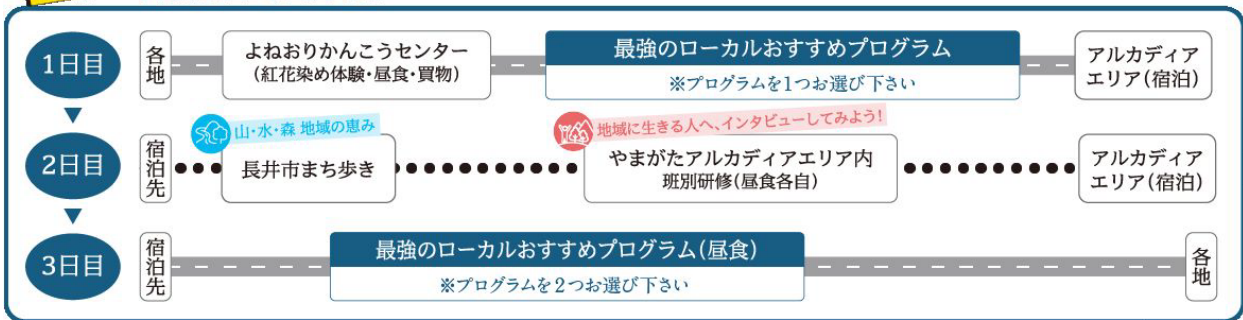 1日目
各地
よねおりかんこうセンター
(紅花染め体験・昼食・買物)
最強のローカルおすすめプログラム
※プログラムを1つお選び下さい
アルカディア
エリア(宿泊)
2日目
宿泊先
山・水・森 地域の恵み
長井市まち歩き
地域に生きる人へ、インタビューしてみよう!
やまがたアルカディアエリア内
班別研修(昼食各自)
アルカディア
エリア(宿泊)
3日目
宿泊先
最強のローカルおすすめプログラム(昼食)
※プログラムを2つお選び下さい
各地